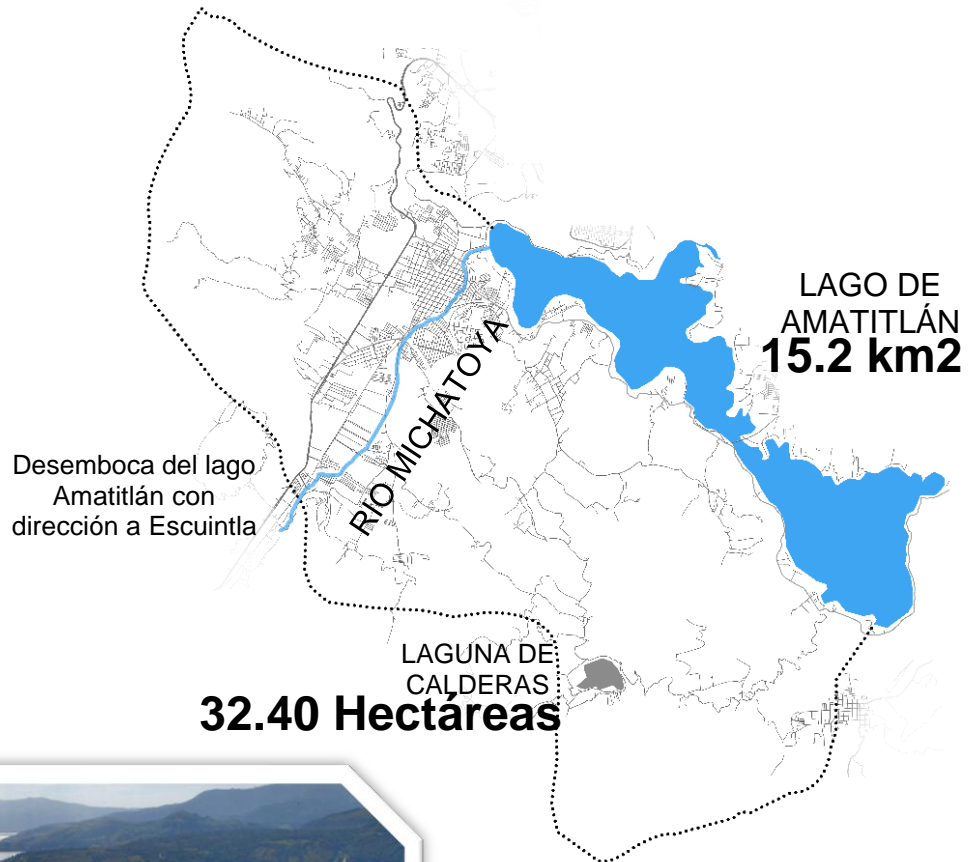 LAGO DE
AMATITLÁN
15.2 km2
RIO MICHATOYA
Desemboca del lago
Amatitlán con
dirección a Escuintla
LAGUNA DE
CALDERAS
32.40 Hectáreas